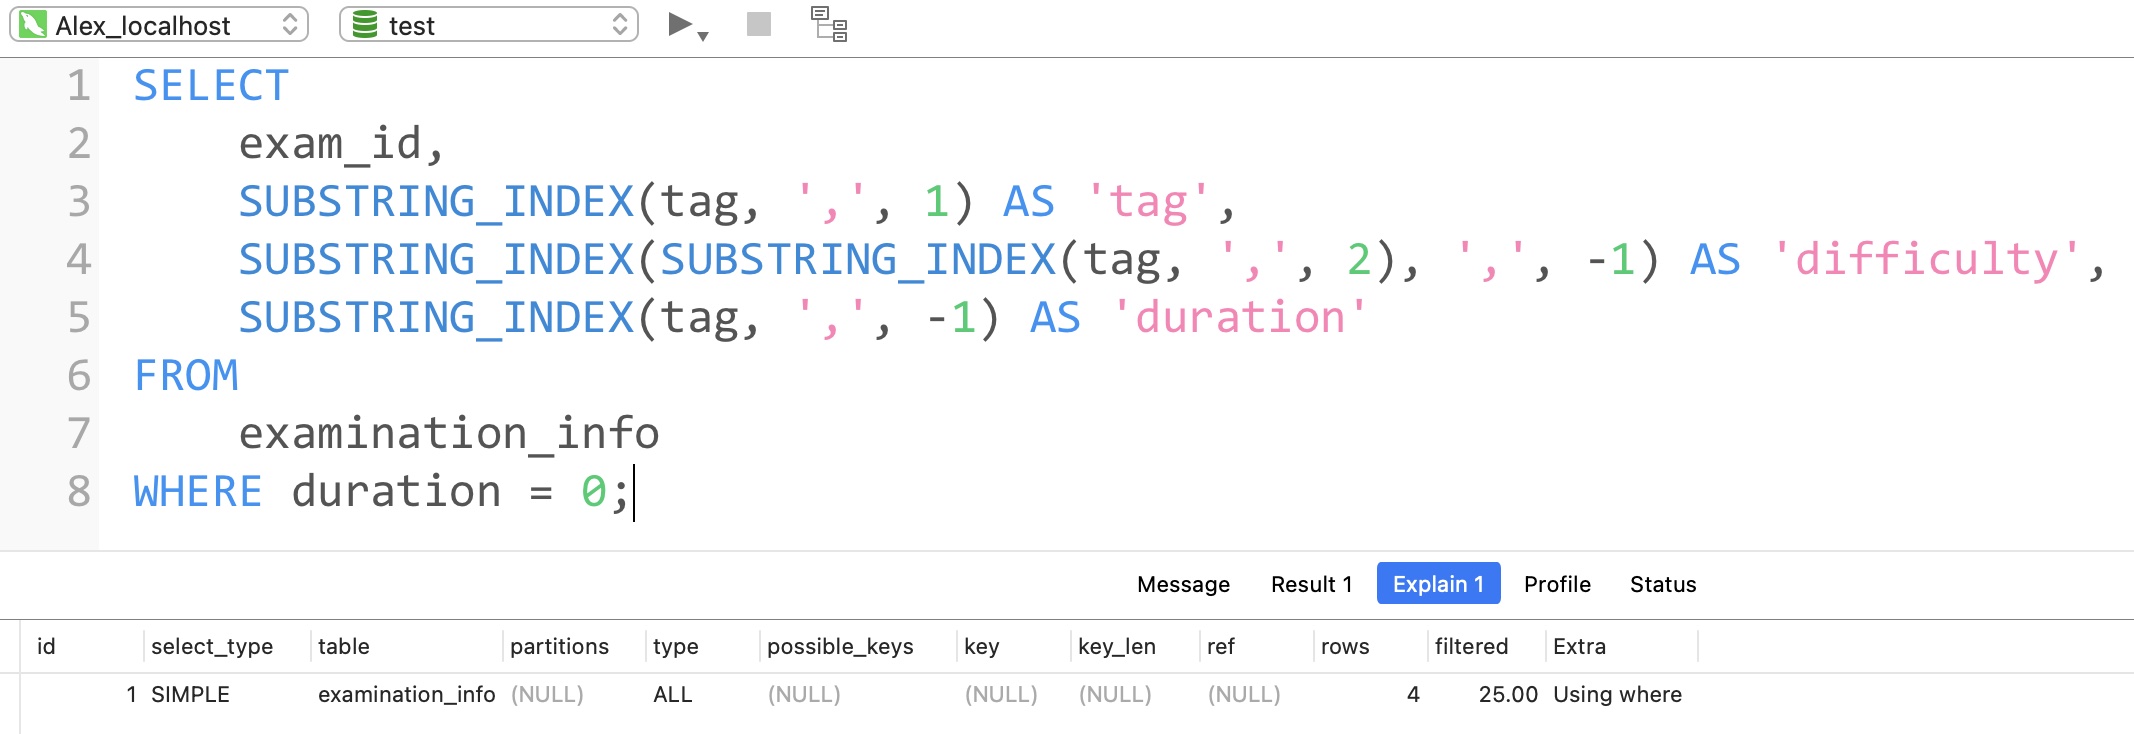 Alex_localhost test
1 SELECT
2 exam_id,
3 SUBSTRING_INDEX(tag, ',', 1) AS 'tag',
4 SUBSTRING_INDEX(SUBSTRING_INDEX(tag, ',', 2), ',', -1) AS 'difficulty',
5 SUBSTRING_INDEX(tag, ',', -1) AS 'duration'
6 FROM
7 examination_info
8 WHERE duration = 0;
Message Result 1 Explain 1 Profile Status
id select_type table partitions type possible_keys key key_len ref rows filtered Extra
1 SIMPLE examination_info (NULL) ALL (NULL) (NULL) (NULL) (NULL) 4 25.00 Using where